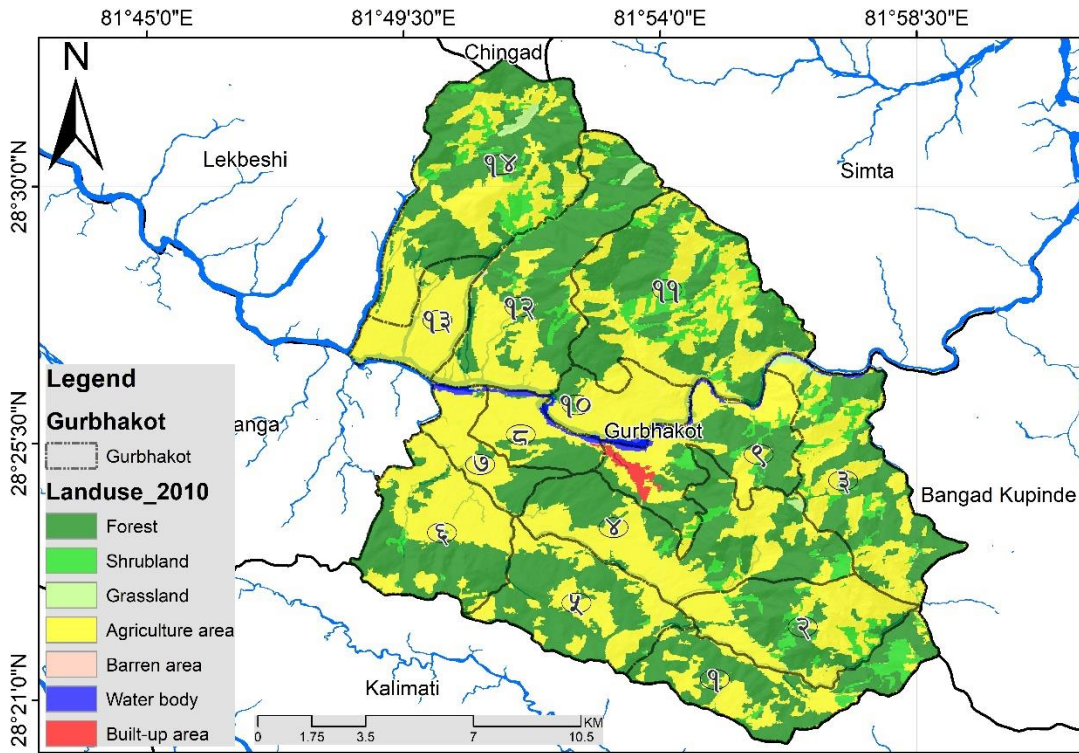 81°45'0"E 81°49'30"E 81°54'0"E 81°58'30"E
N
Chingad
Lekbeshi
Simta
28°30'0"N
१४
११
१२
१३
Legend
Gurbhakot
Gurbhakot
Landuse_2010
Forest
Shrubland
Grassland
Agriculture area
Barren area
Water body
Built-up area
anga
28°25'30"N
१०
Gurbhakot
८
७
९
३
Bangad Kupinde
६
४
५
२
१
28°21'0"N
Kalimati
KM
0 1.75 3.5 7 10.5